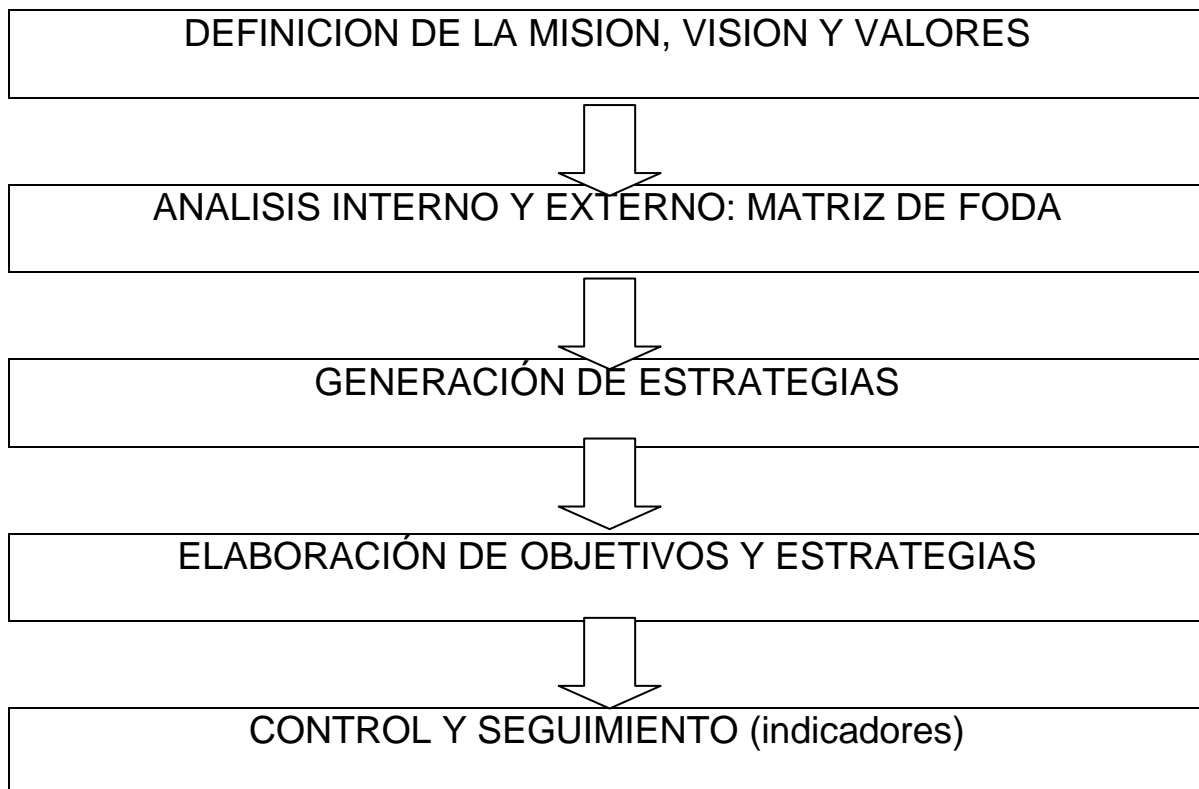 DEFINICION DE LA MISION, VISION Y VALORES
ANALISIS INTERNO Y EXTERNO: MATRIZ DE FODA
GENERACIÓN DE ESTRATEGIAS
ELABORACIÓN DE OBJETIVOS Y ESTRATEGIAS
CONTROL Y SEGUIMIENTO (indicadores)